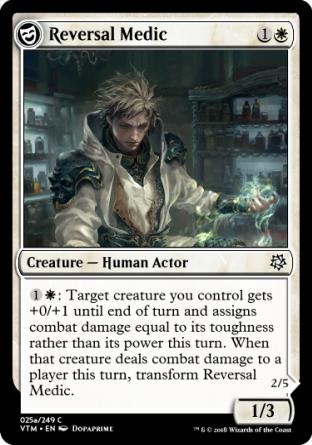 Reversal Medic 1
Creature — Human Actor
1 : Target creature you control gets
+0/+1 until end of turn and assigns
combat damage equal to its toughness
rather than its power this turn. When
that creature deals combat damage to a
player this turn, transform Reversal
Medic.
2/5
1/3
025a/249 C
VTM • EN DOPAPRIME
™ & © 2018 Wizards of the Coast